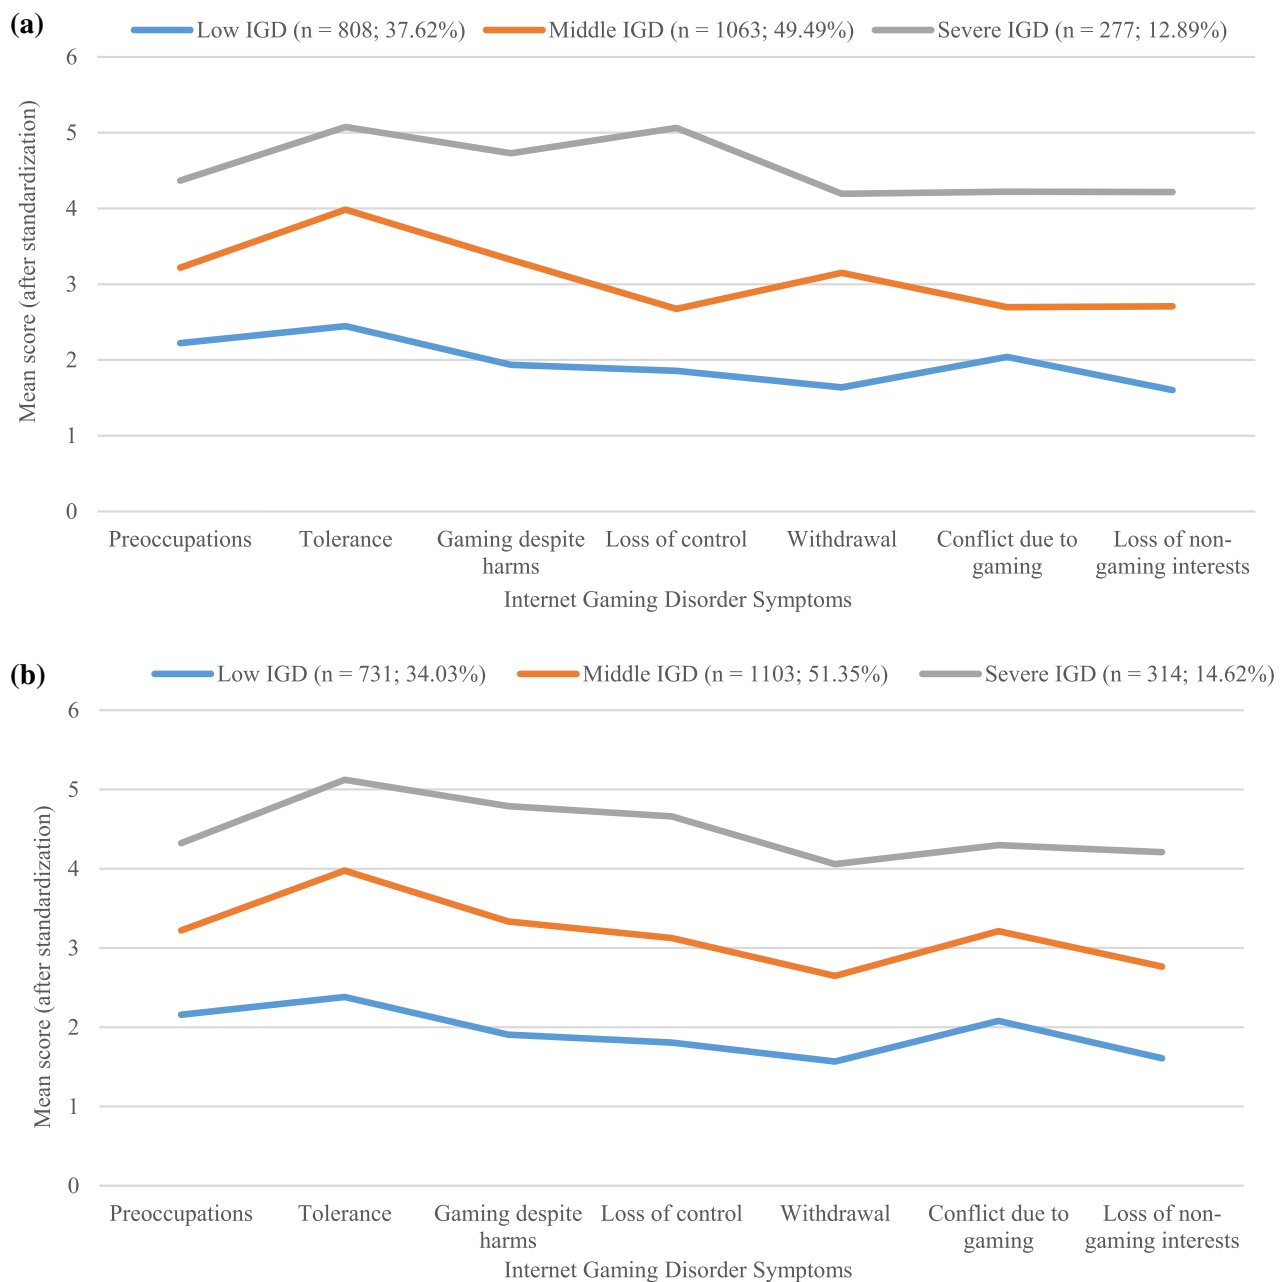 (a)
Low IGD (n = 808; 37.62%) Middle IGD (n = 1063; 49.49%) Severe IGD (n = 277; 12.89%)
6
5
4
3
2
1
0
Mean score (after standardization)
Preoccupations Tolerance Gaming despite Loss of control Withdrawal Conflict due to Loss of non-
harms gaming gaming interests
Internet Gaming Disorder Symptoms
(b)
Low IGD (n = 731; 34.03%) Middle IGD (n = 1103; 51.35%) Severe IGD (n = 314; 14.62%)
6
5
4
3
2
1
0
Mean score (after standardization)
Preoccupations Tolerance Gaming despite Loss of control Withdrawal Conflict due to Loss of non-
harms gaming gaming interests
Internet Gaming Disorder Symptoms